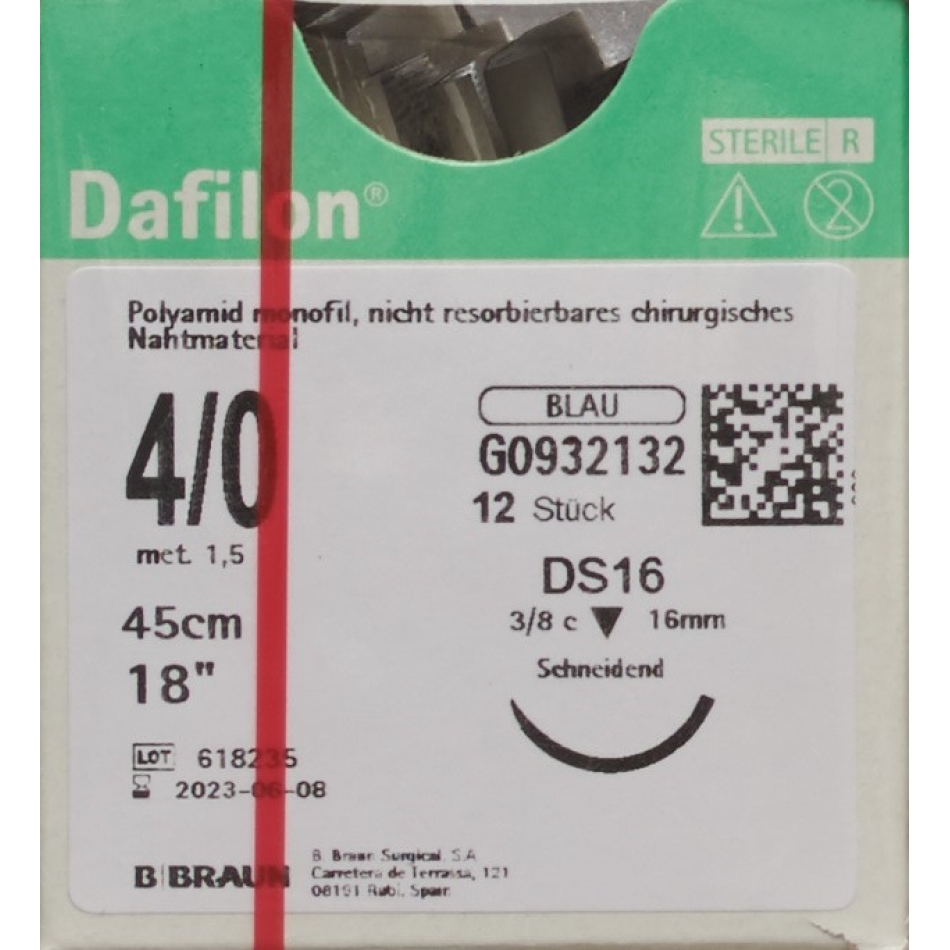 STERILE R
Dafilon®
Polyamid monofil, nicht resorbierbares chirurgisches
Nahtmaterial
4/0
met. 1,5
45cm
18"
BLAU
G0932132
12 Stück
DS16
3/8 c 16mm
Schneidend
LOT 618235
2023-06-08
B|BRAUN
B. Braun Surgical, S.A.
Carretera de Terrassa, 121
08191 Rubí, Spain